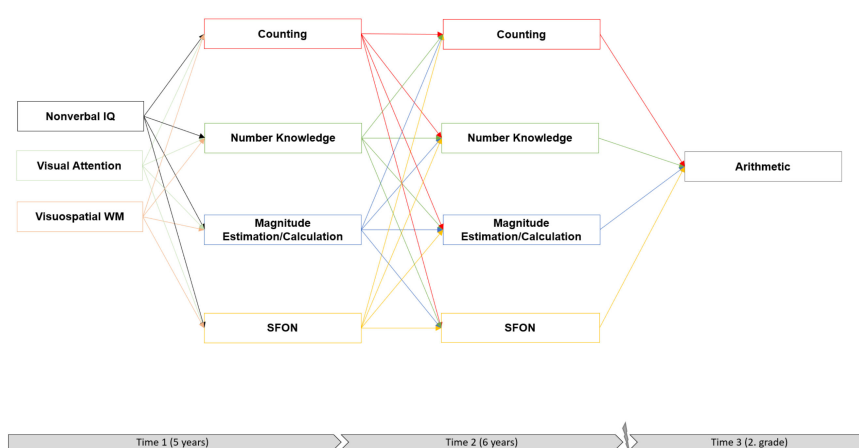 Counting
Counting
Nonverbal IQ
Number Knowledge
Number Knowledge
Visual Attention
Arithmetic
Visuospatial WM
Magnitude
Estimation/Calculation
Magnitude
Estimation/Calculation
SFON
SFON
Time 1 (5 years)
Time 2 (6 years)
Time 3 (2. grade)